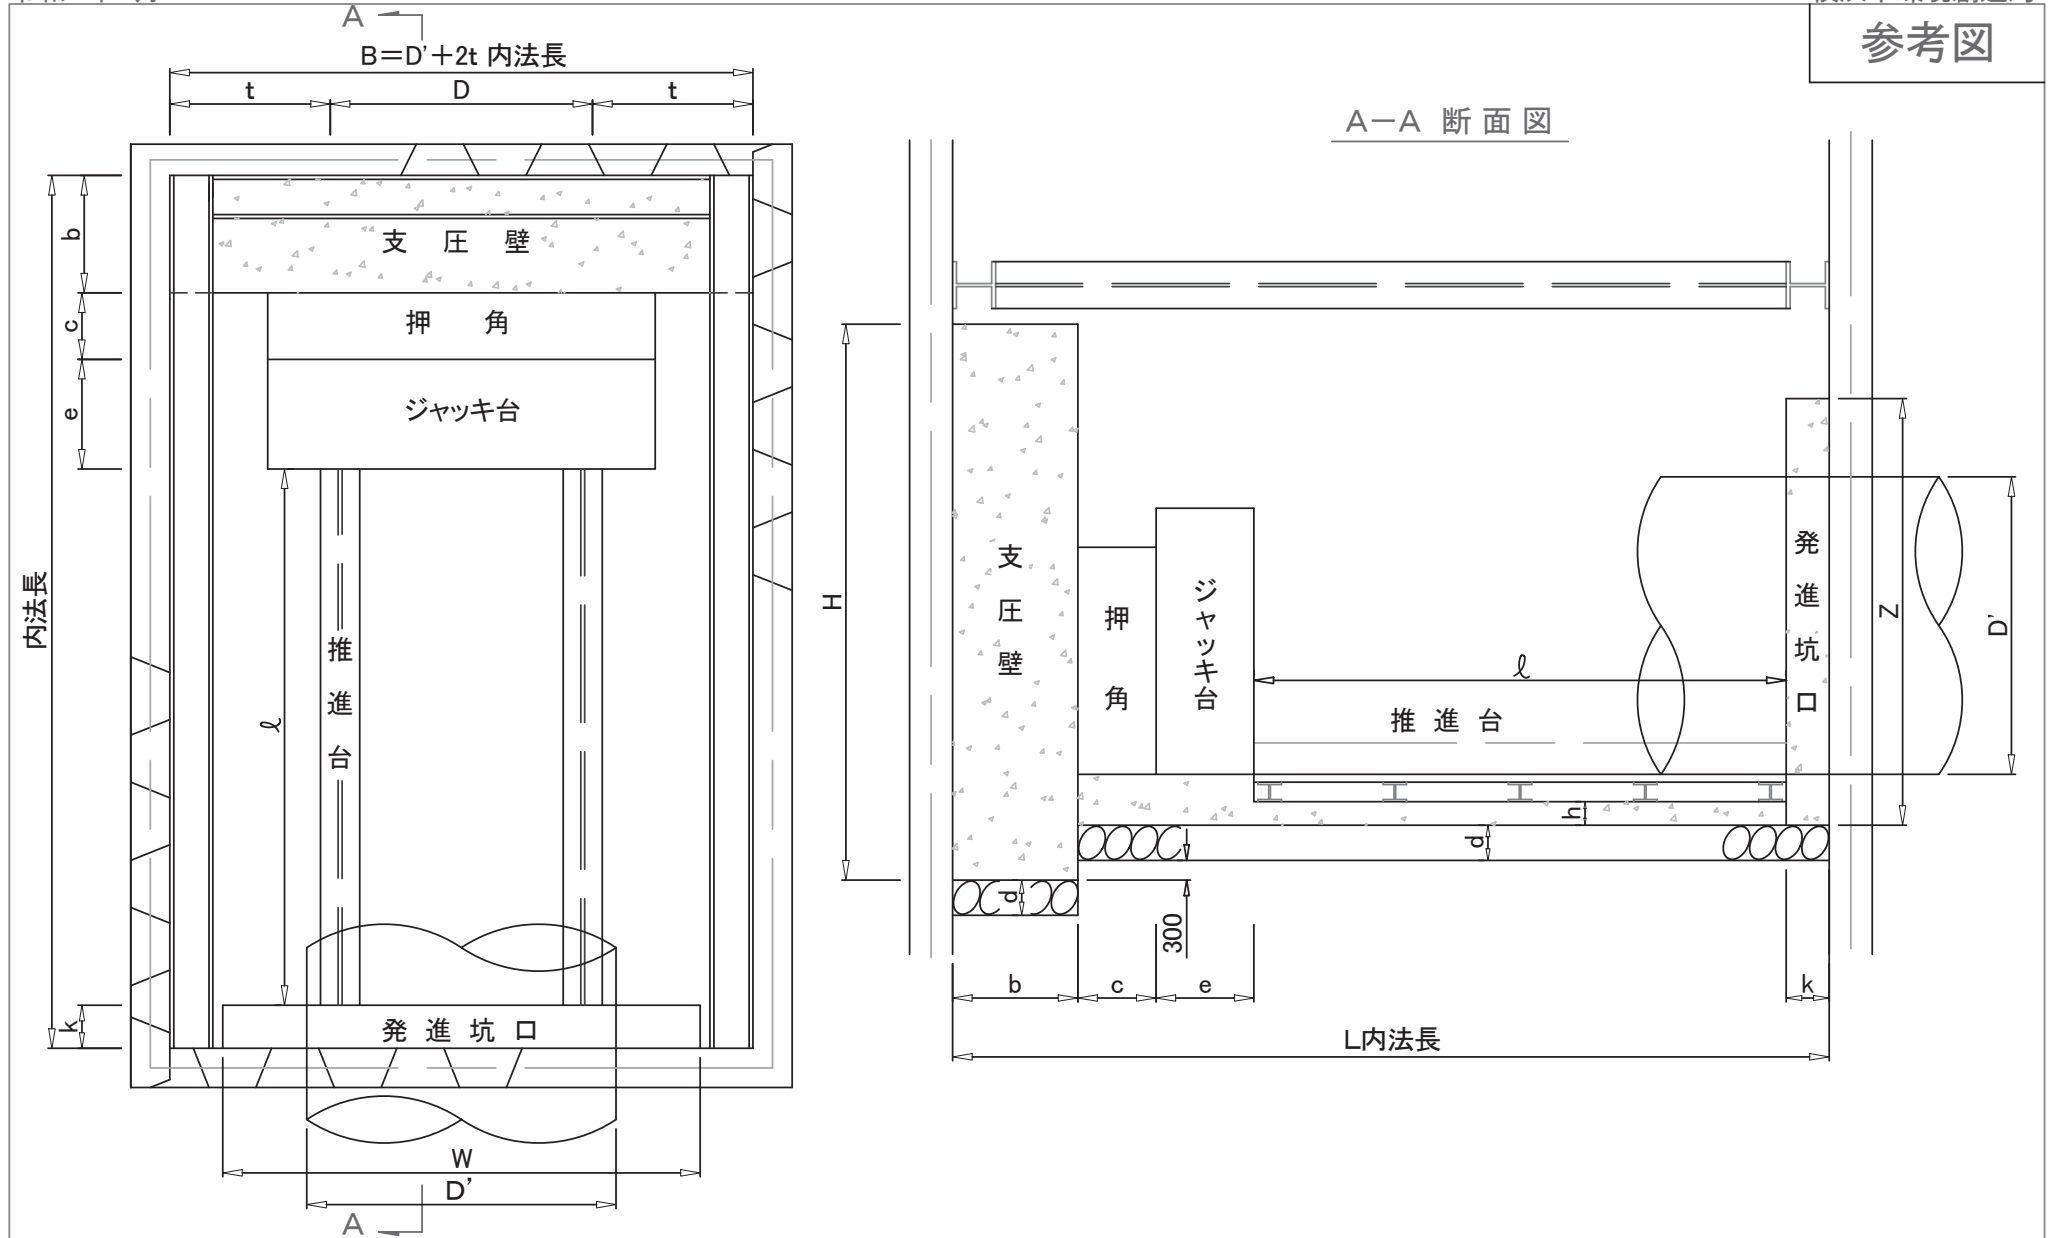 参考図
A
B=D'+2t 内法長
t
D
t
b
c
e
内法長
ℓ
k
支圧壁
押角
ジャッキ台
推進台
発進坑口
W
D'
A
A-A 断面図
H
支圧壁
押角
ジャッキ台
ℓ
推進台
発進坑口
Z
D'
h
d
d
300
b
c
e
k
L内法長